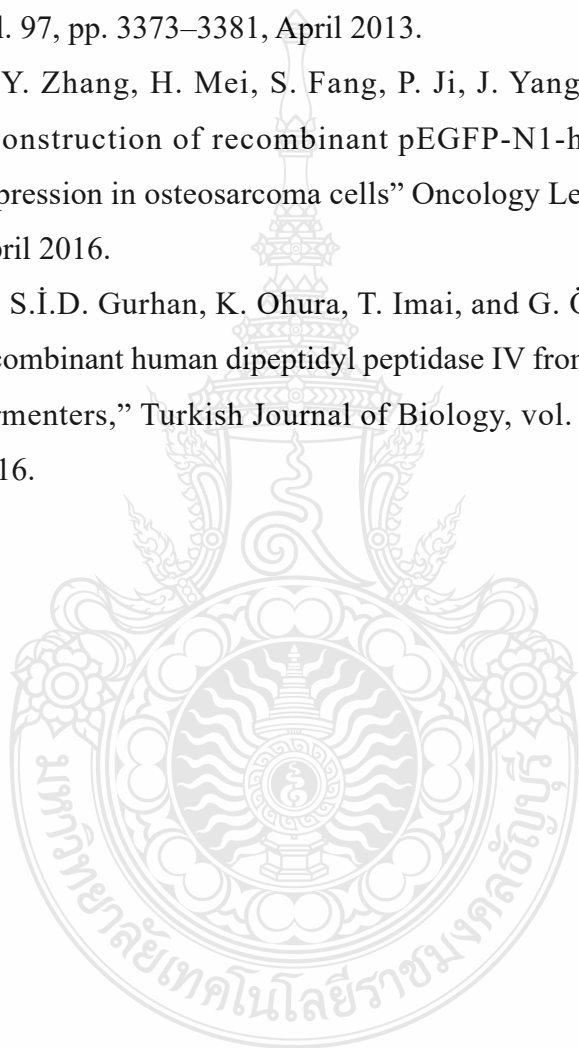 l. 97, pp. 3373–3381, April 2013.
Y. Zhang, H. Mei, S. Fang, P. Ji, J. Yang
onstruction of recombinant pEGFP-N1-h
pression in osteosarcoma cells” Oncology Le
ril 2016.
S.İ.D. Gurhan, K. Ohura, T. Imai, and G. Ö
combinant human dipeptidyl peptidase IV from
rmenters,” Turkish Journal of Biology, vol.
16.
มหาวิทยาลัยเทคโนโลยีราชมงคลธัญบุรี